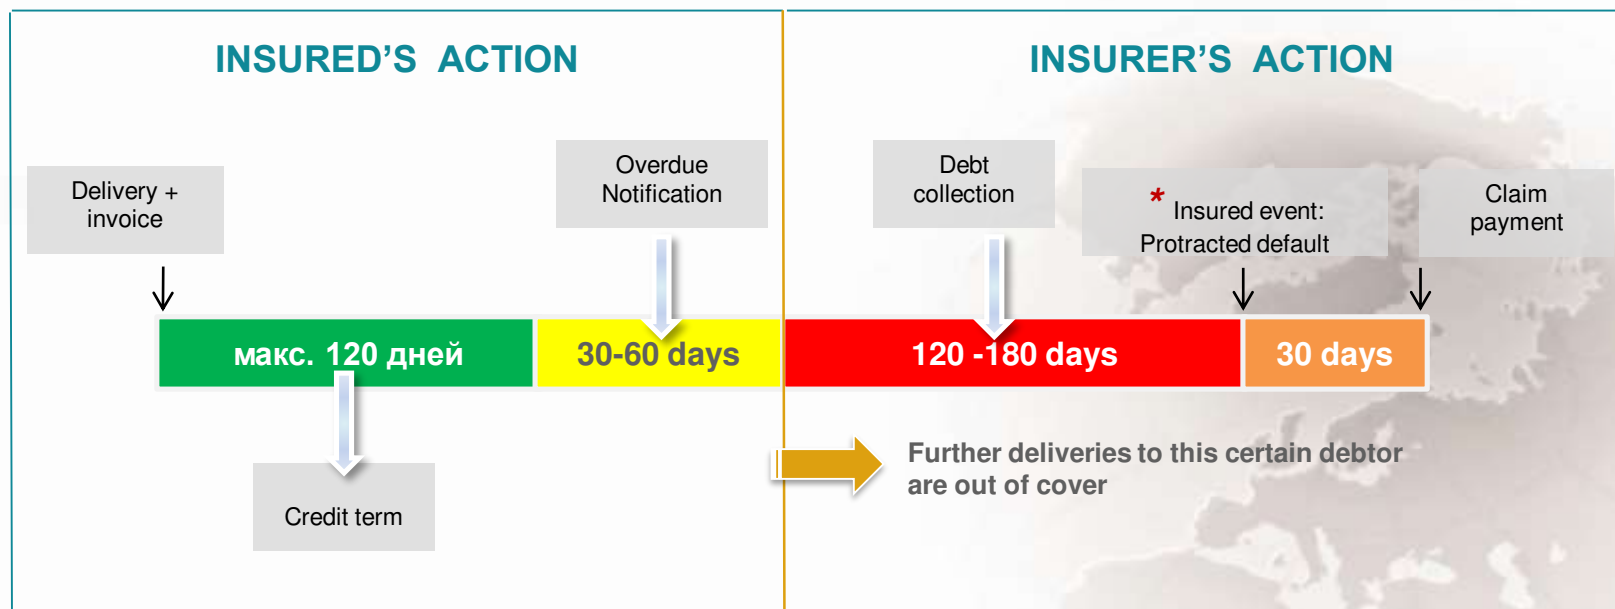 INSURED'S ACTION
INSURER'S ACTION
Delivery +
invoice
Overdue
Notification
Debt
collection
* Insured event:
Protracted default
Claim
payment
макс. 120 дней
30-60 days
120 -180 days
30 days
Further deliveries to this certain debtor
are out of cover
Credit term